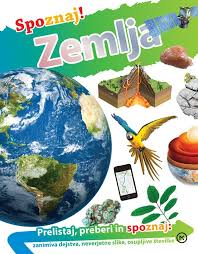 Spoznaj!
Zemlja
Prelistaj, preberi in spoznaj:
zanimiva dejstva, neverjetne slike, osupljive številke